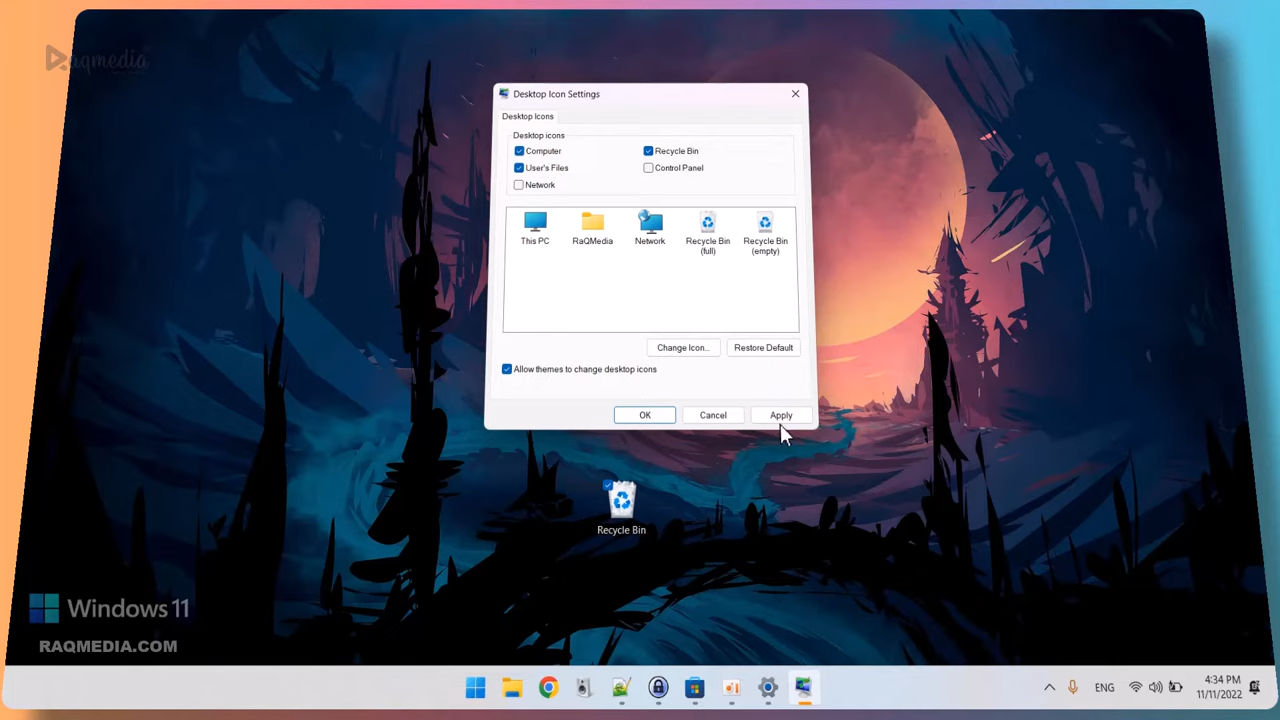 Raqmedia
Desktop Icon Settings
Desktop Icons
Desktop icons
Computer
Recycle Bin
User's Files
Control Panel
Network
This PC
RaQMedia
Network
Recycle Bin
(full)
Recycle Bin
(empty)
Change Icon...
Restore Default
Allow themes to change desktop icons
OK
Cancel
Apply
Recycle Bin
Windows 11
RAQMEDIA.COM
ENG
4:34 PM
11/11/2022